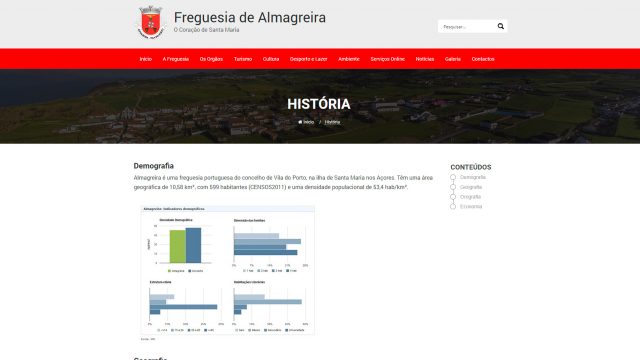 Freguesia de Almagreira
O Coração de Santa Maria
Pesquisar...
Início A Freguesia Os Orgãos Turismo Cultura Desporto e Lazer Ambiente Serviços Online Notícias Galeria Contactos
HISTÓRIA
Início / História
Demografia
Almagreira é uma freguesia portuguesa do concelho de Vila do Porto, na ilha de Santa Maria nos Açores. Têm uma área
geográfica de 10,58 km², com 599 habitantes (CENSOS2011) e uma densidade populacional de 53,4 hab/km².
CONTEÚDOS
Demografia
Geografia
Orografia
Economia
Almagreira: Indicadores demográficos
Densidade Demográfica
Dimensão das famílias
Estrutura etária
Habilitações Literárias
Geografia